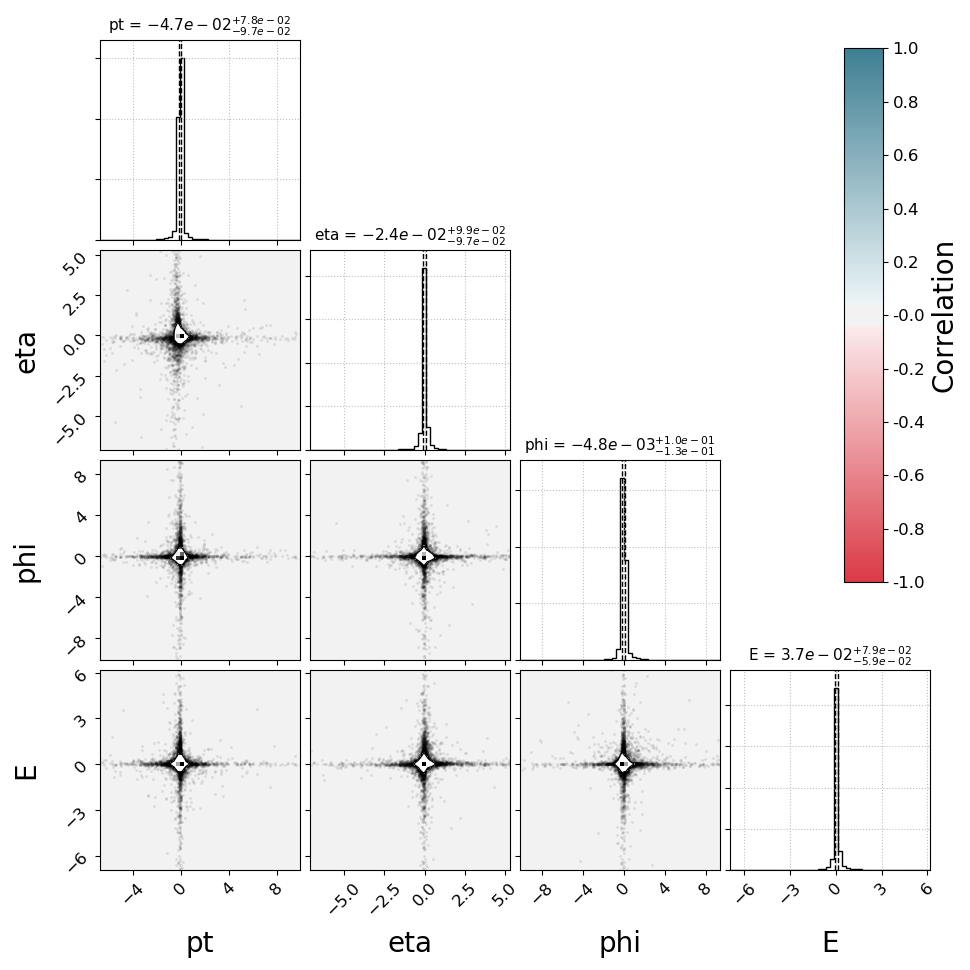 pt = −4.7e − 02 +7.8e−02 −9.7e−02
1.0
0.8
0.6
0.4
0.2
-0.0
-0.2
-0.4
-0.6
-0.8
-1.0
Correlation
eta = −2.4e − 02 +9.9e−02 −9.7e−02
eta
5.0
2.5
0.0
−2.5
−5.0
phi = −4.8e − 03 +1.0e−01 −1.3e−01
phi
8
4
0
−4
−8
E = 3.7e − 02 +7.9e−02 −5.9e−02
E
6
3
0
−3
−6
−4 0 4 8
−5.0 −2.5 0.0 2.5 5.0
−8 −4 0 4 8
−6 −3 0 3 6
pt eta phi E